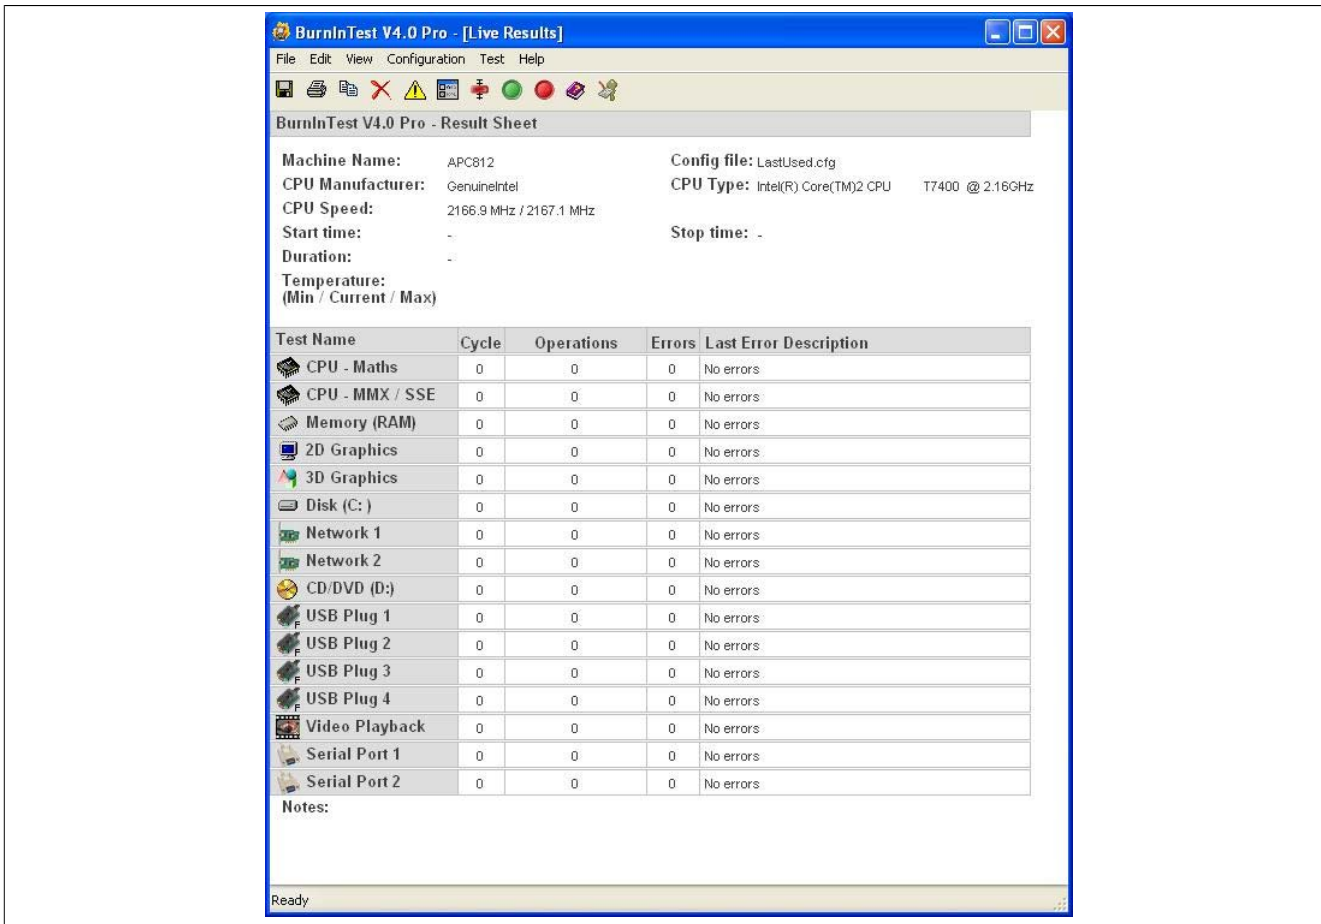 BurnInTest V4.0 Pro - [Live Results]
File Edit View Configuration Test Help
BurnInTest V4.0 Pro - Result Sheet
Machine Name: APC812 Config file: LastUsed.cfg
CPU Manufacturer: GenuineIntel CPU Type: Intel(R) Core(TM)2 CPU T7400 @ 2.16GHz
CPU Speed: 2166.9 MHz / 2167.1 MHz
Start time: - Stop time: -
Duration: -
Temperature:
(Min / Current / Max)
Test Name Cycle Operations Errors Last Error Description
CPU - Maths 0 0 0 No errors
CPU - MMX / SSE 0 0 0 No errors
Memory (RAM) 0 0 0 No errors
2D Graphics 0 0 0 No errors
3D Graphics 0 0 0 No errors
Disk (C: ) 0 0 0 No errors
Network 1 0 0 0 No errors
Network 2 0 0 0 No errors
CD/DVD (D:) 0 0 0 No errors
F USB Plug 1 0 0 0 No errors
F USB Plug 2 0 0 0 No errors
F USB Plug 3 0 0 0 No errors
F USB Plug 4 0 0 0 No errors
Video Playback 0 0 0 No errors
Serial Port 1 0 0 0 No errors
Serial Port 2 0 0 0 No errors
Notes:
Ready